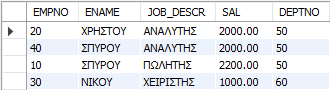 EMPNO ENAME JOB_DESCR SAL DEPTNO
20 ΧΡΗΣΤΟΥ ΑΝΑΛΥΤΗΣ 2000.00 50
40 ΣΠΥΡΟΥ ΑΝΑΛΥΤΗΣ 2000.00 50
10 ΣΠΥΡΟΥ ΠΩΛΗΤΗΣ 2200.00 50
30 ΝΙΚΟΥ ΧΕΙΡΙΣΤΗΣ 1000.00 60